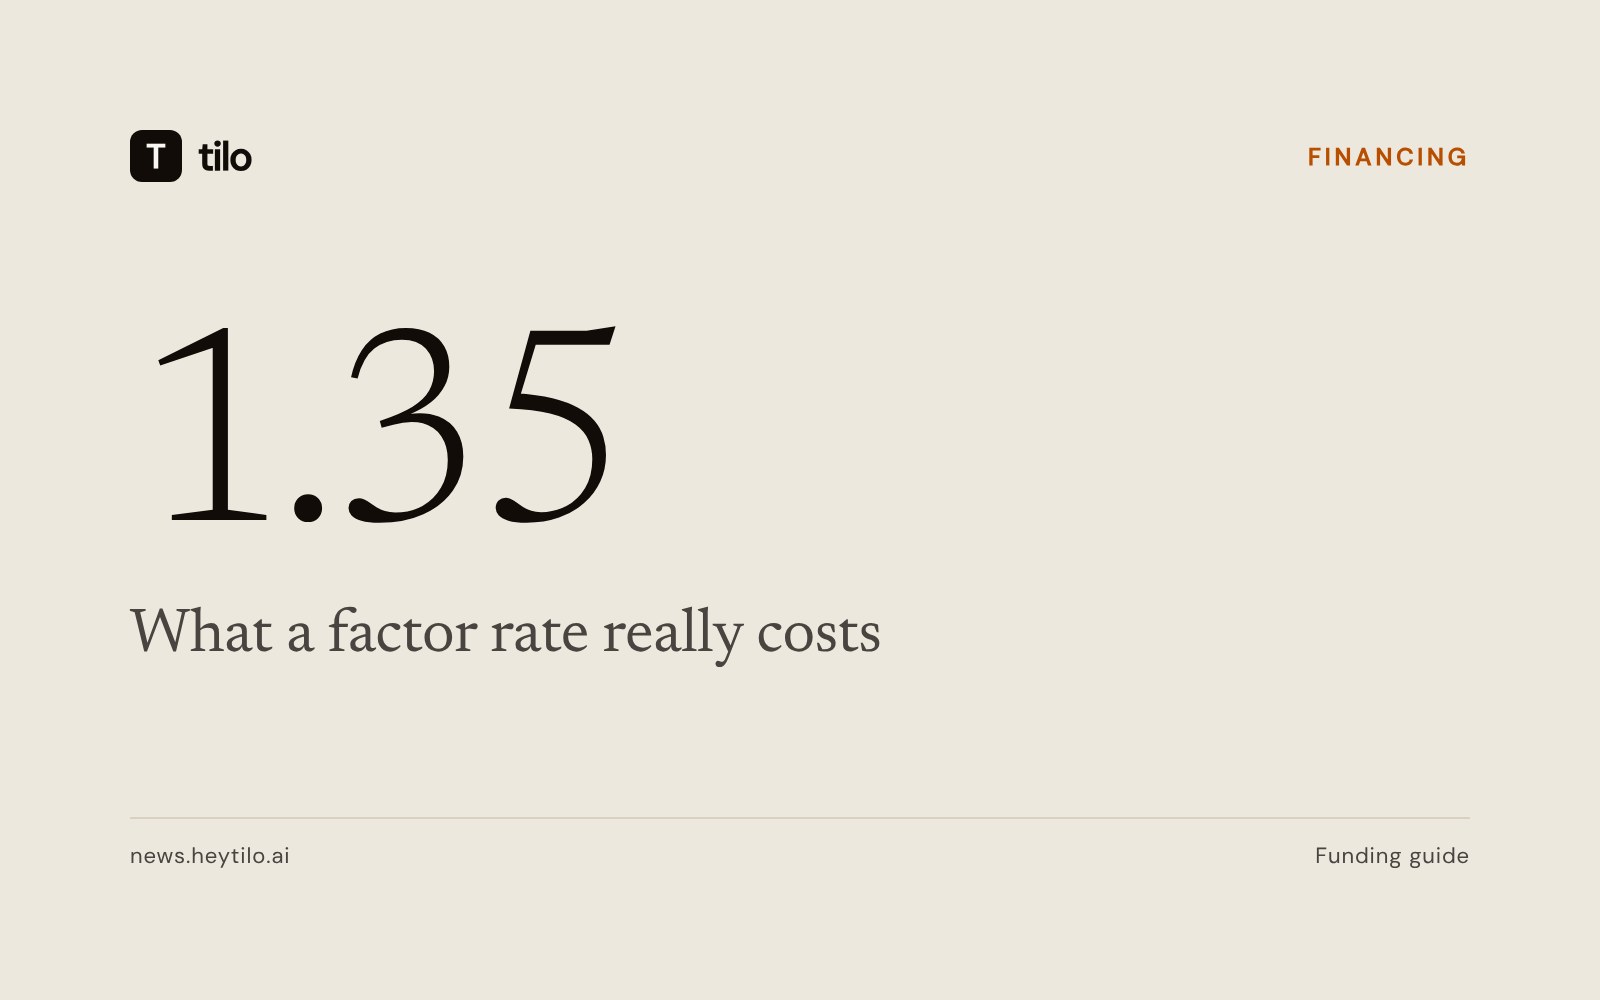 T tilo
FINANCING
1.35
What a factor rate really costs
news.heytilo.ai
Funding guide